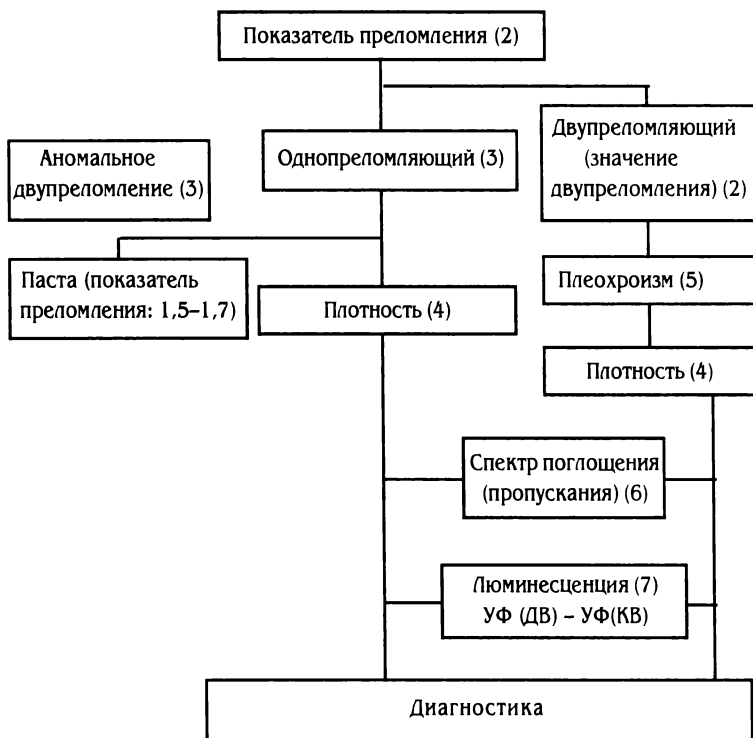 Показатель преломления (2)
Аномальное
двупреломление (3)
Однопреломляющий (3)
Двупреломляющий
(значение
двупреломления) (2)
Паста (показатель
преломления: 1,5–1,7)
Плотность (4)
Плеохроизм (5)
Плотность (4)
Спектр поглощения
(пропускания) (6)
Люминесценция (7)
УФ (ДВ) – УФ(КВ)
Диагностика